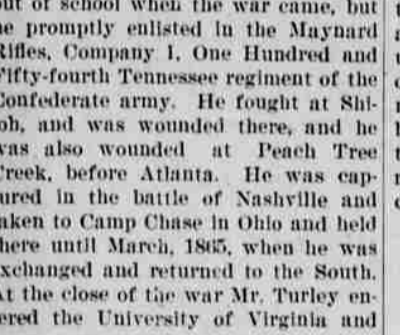 out of school when the war came, but
he promptly enlisted in the Maynard
Rifles, Company 1, One Hundred and
Fifty-fourth Tennessee regiment of the
Confederate army. He fought at Shi-
oh, and was wounded there, and he
was also wounded at Peach Tree
Creek, before Atlanta. He was cap-
ured in the battle of Nashville and
taken to Camp Chase in Ohio and held
there until March, 1865, when he was
exchanged and returned to the South.
At the close of the war Mr. Turley en-
ered the University of Virginia and